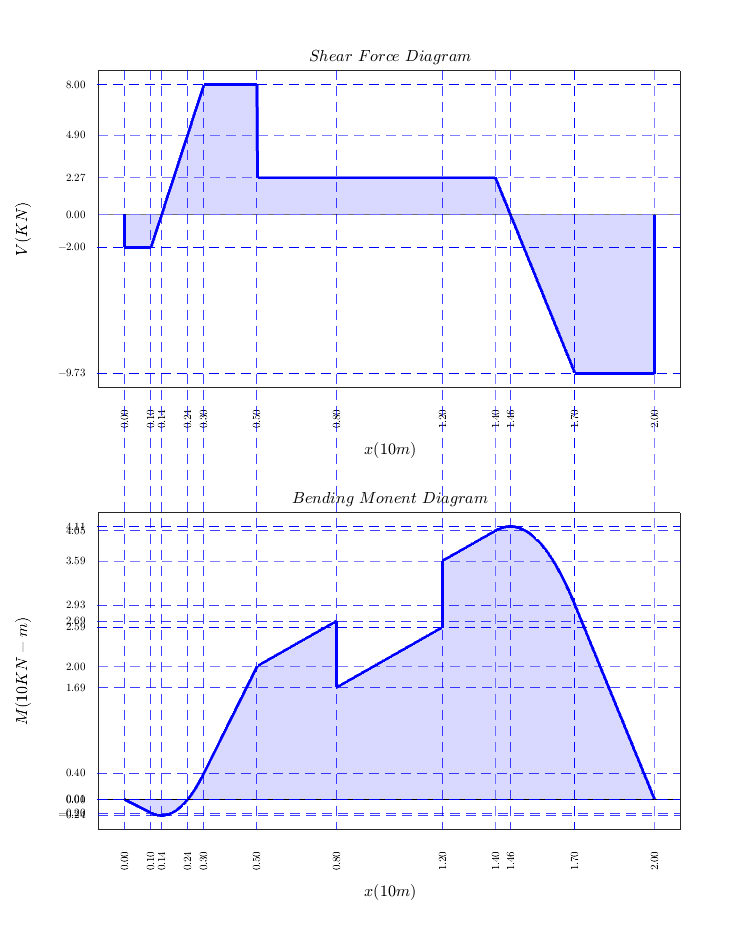 Shear Force Diagram
8.00
4.90
2.27
0.00
−2.00
−9.73
V(KN)
0.00 0.10 0.14 0.24 0.30 0.50 0.80 1.20 1.40 1.46 1.70 2.00
x(10m)
Bending Monent Diagram
4.11
4.05
3.59
2.93
2.69
2.59
2.00
1.69
0.40
0.00
−0.24
M(10KN − m)
0.00 0.10 0.14 0.24 0.30 0.50 0.80 1.20 1.40 1.46 1.70 2.00
x(10m)